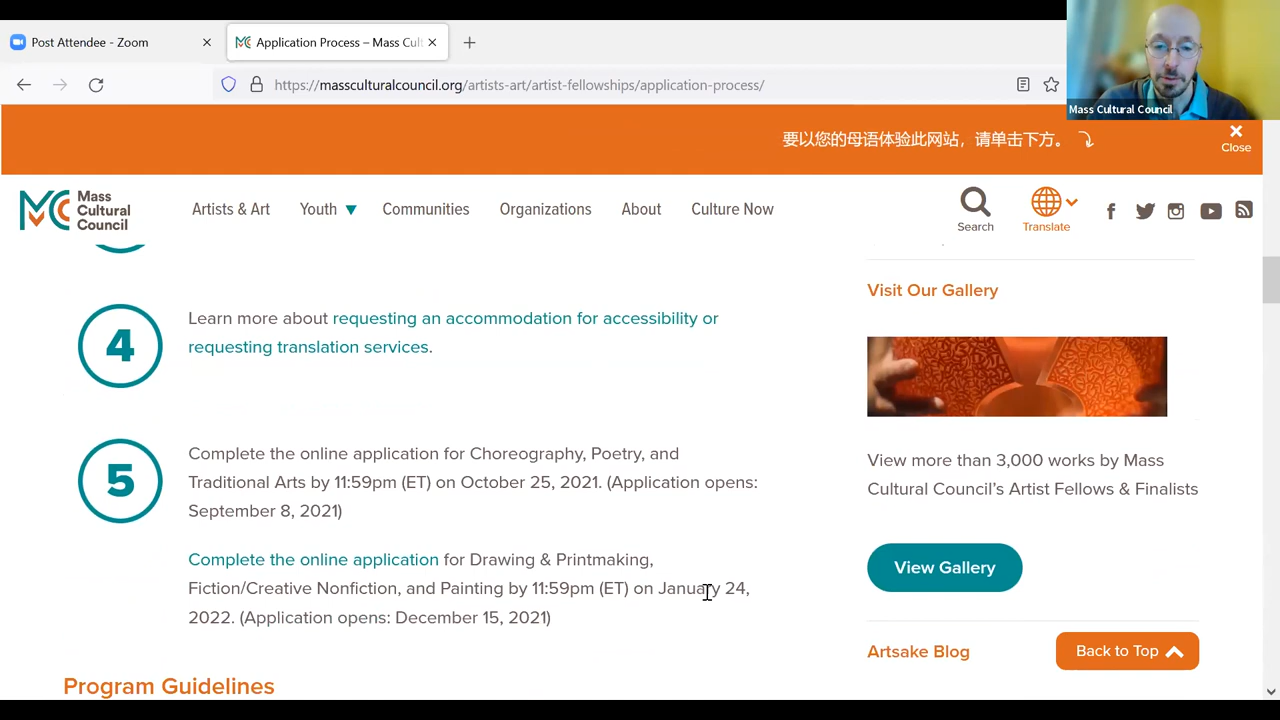 Post Attendee - Zoom
Application Process – Mass Cult
https://massculturalcouncil.org/artists-art/artist-fellowships/application-process/
Mass Cultural Council
要以您的母语体验此网站，请单击下方。
Close
Mass
Cultural
Council
Artists & Art
Youth
Communities
Organizations
About
Culture Now
Search
Translate
4
Learn more about requesting an accommodation for accessibility or
requesting translation services.
5
Complete the online application for Choreography, Poetry, and
Traditional Arts by 11:59pm (ET) on October 25, 2021. (Application opens:
September 8, 2021)
Complete the online application for Drawing & Printmaking,
Fiction/Creative Nonfiction, and Painting by 11:59pm (ET) on January 24,
2022. (Application opens: December 15, 2021)
Program Guidelines
Visit Our Gallery
View more than 3,000 works by Mass
Cultural Council’s Artist Fellows & Finalists
View Gallery
Artsake Blog
Back to Top